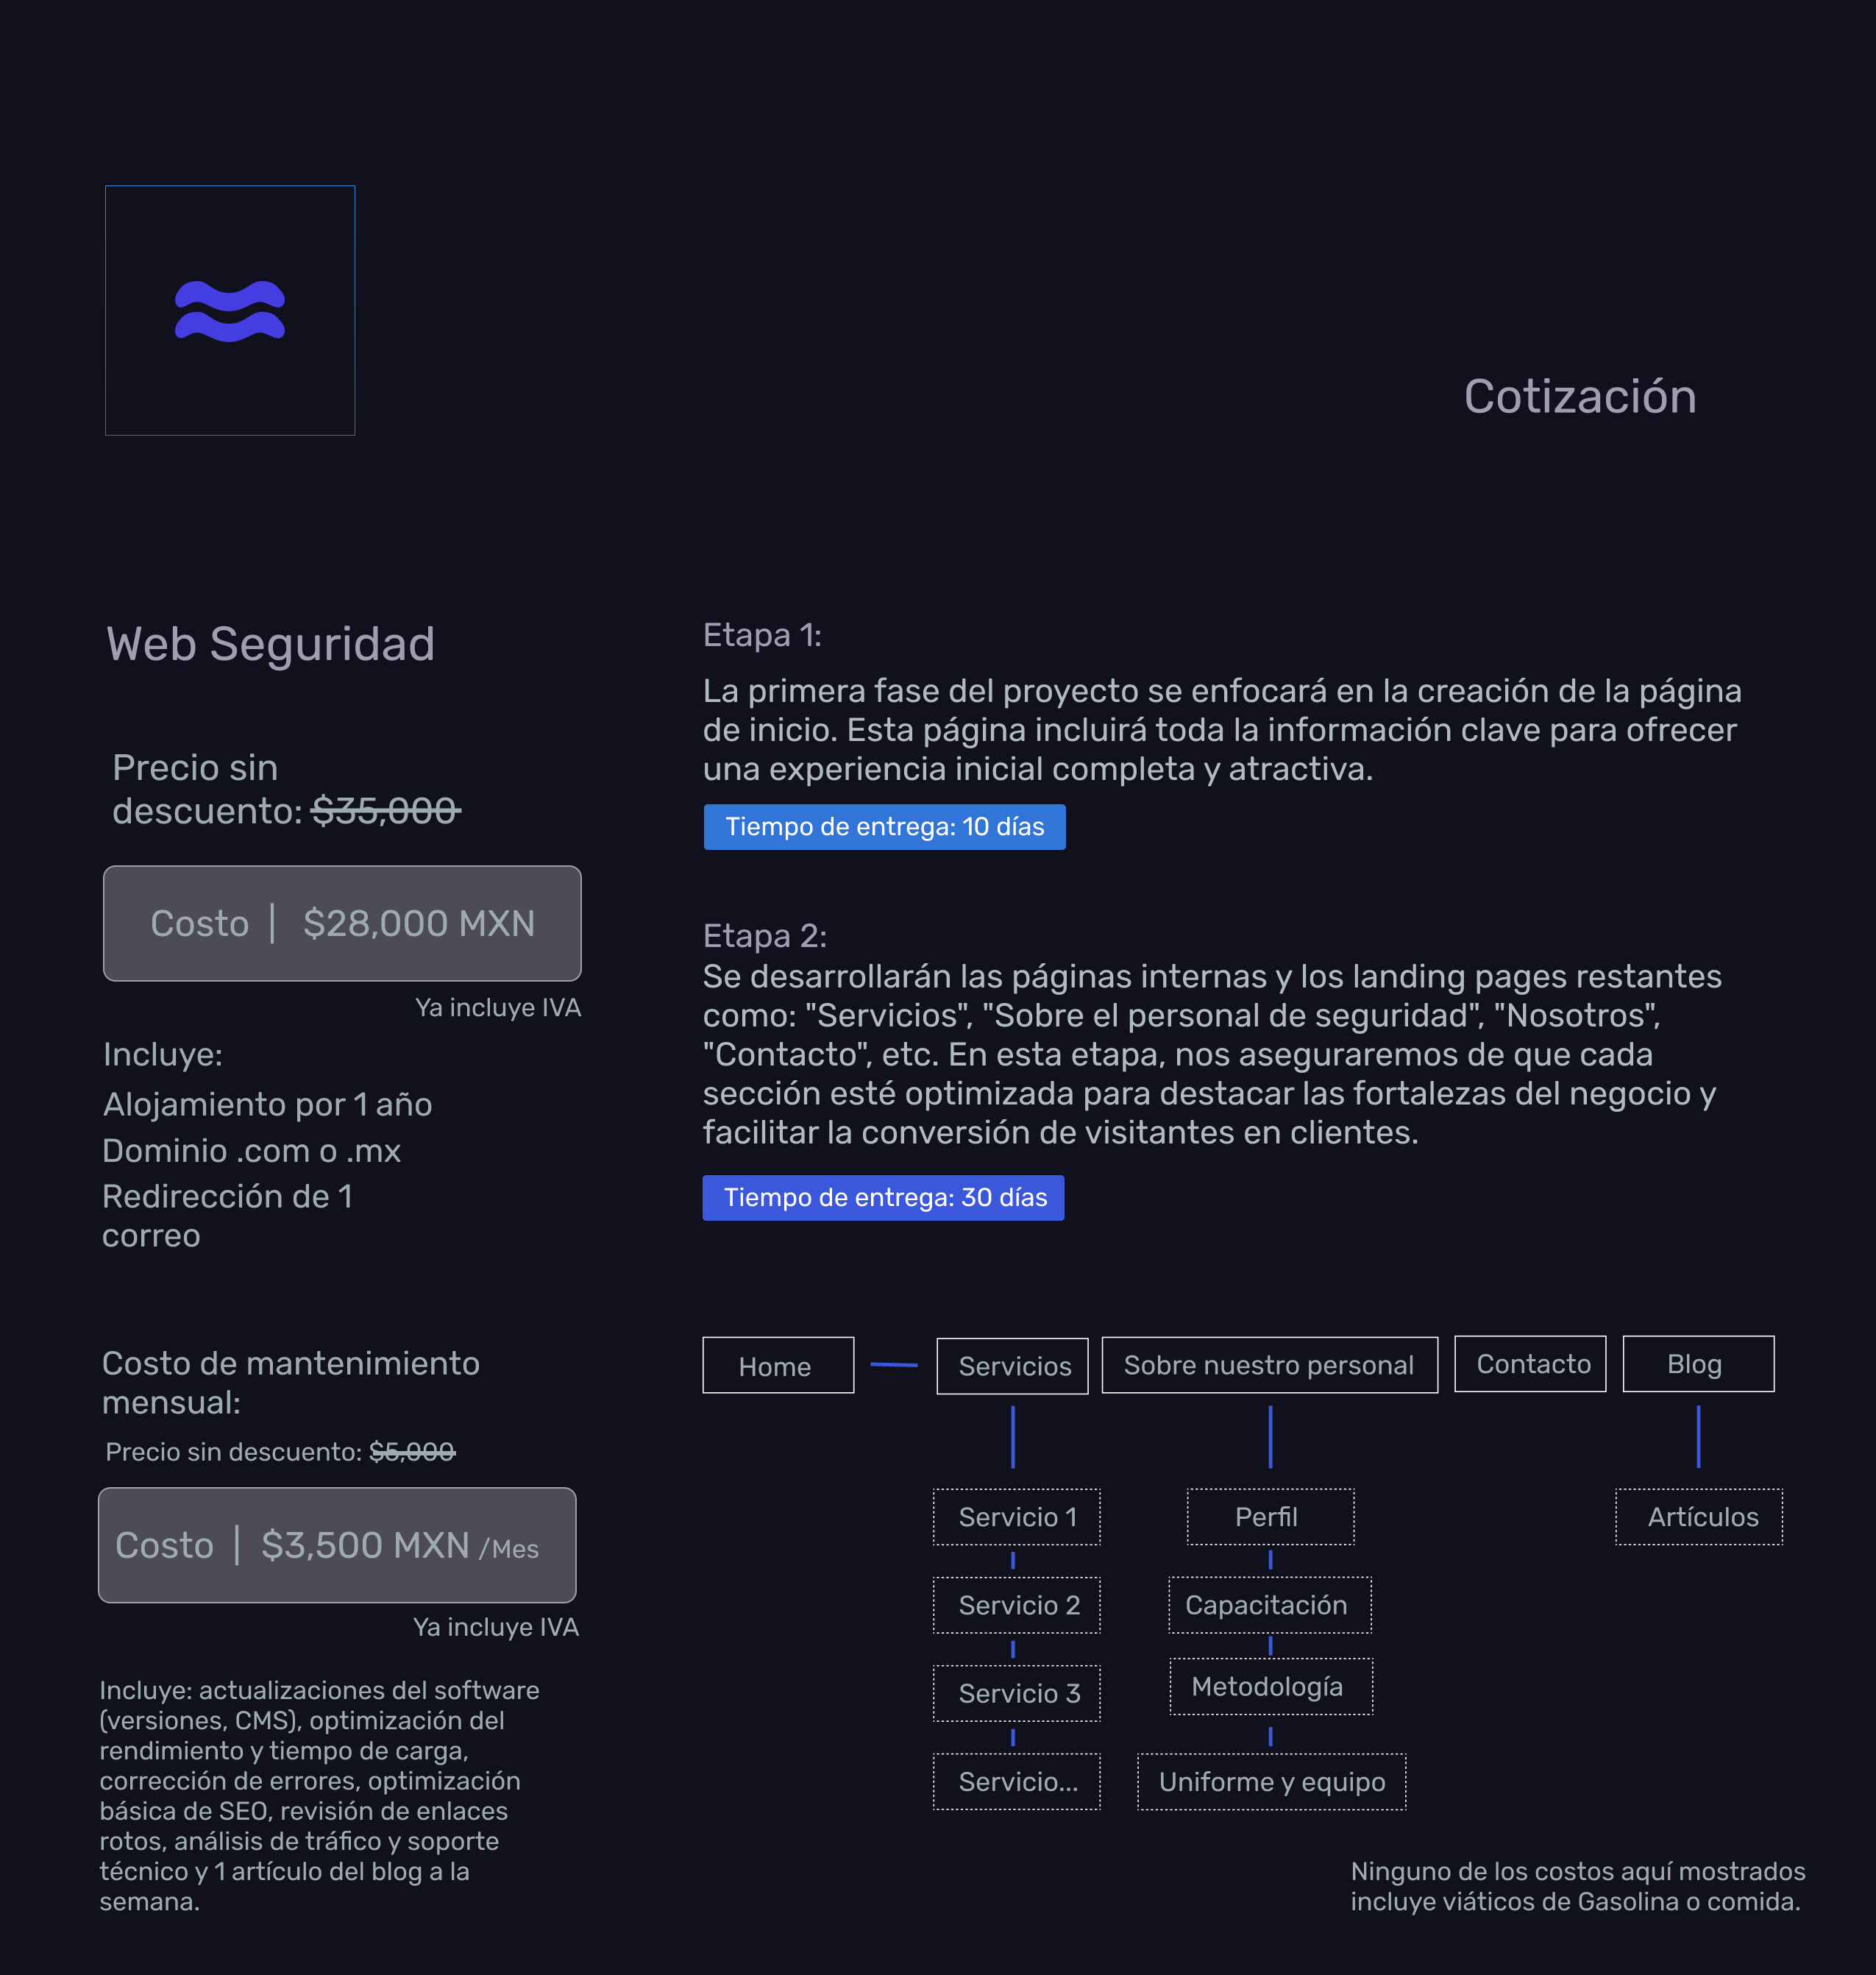 Cotización
Web Seguridad
Precio sin
descuento: $35,000
Costo | $28,000 MXN
Ya incluye IVA
Incluye:
Alojamiento por 1 año
Dominio .com o .mx
Redirección de 1
correo
Costo de mantenimiento
mensual:
Precio sin descuento: $5,000
Costo | $3,500 MXN /Mes
Ya incluye IVA
Incluye: actualizaciones del software
(versiones, CMS), optimización del
rendimiento y tiempo de carga,
corrección de errores, optimización
básica de SEO, revisión de enlaces
rotos, análisis de tráfico y soporte
técnico y 1 artículo del blog a la
semana.
Etapa 1:
La primera fase del proyecto se enfocará en la creación de la página
de inicio. Esta página incluirá toda la información clave para ofrecer
una experiencia inicial completa y atractiva.
Tiempo de entrega: 10 días
Etapa 2:
Se desarrollarán las páginas internas y los landing pages restantes
como: "Servicios", "Sobre el personal de seguridad", "Nosotros",
"Contacto", etc. En esta etapa, nos aseguraremos de que cada
sección esté optimizada para destacar las fortalezas del negocio y
facilitar la conversión de visitantes en clientes.
Tiempo de entrega: 30 días
Home
Servicios
Sobre nuestro personal
Contacto
Blog
Servicio 1
Servicio 2
Servicio 3
Servicio...
Perfil
Capacitación
Metodología
Uniforme y equipo
Artículos
Ninguno de los costos aquí mostrados
incluye viáticos de Gasolina o comida.